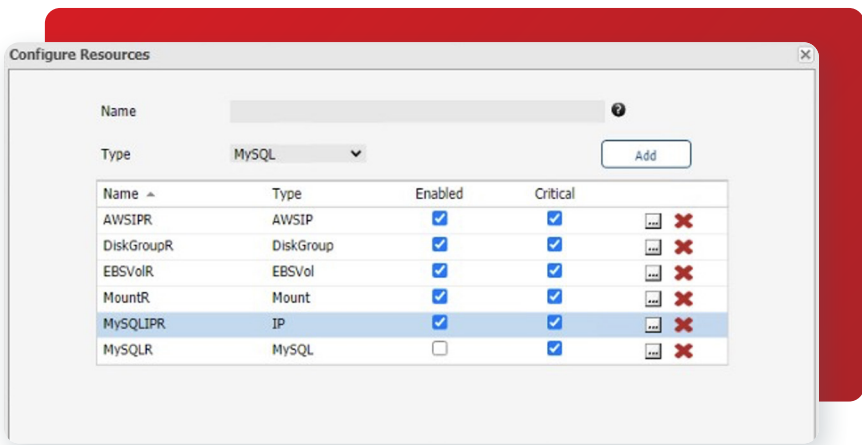 Configure Resources
Name
Type MySQL Add
Name Type Enabled Critical
AWSIPR AWSIP ...
DiskGroupR DiskGroup ...
EBSVolR EBSVol ...
MountR Mount ...
MySQLIPR IP ...
MySQLR MySQL ...